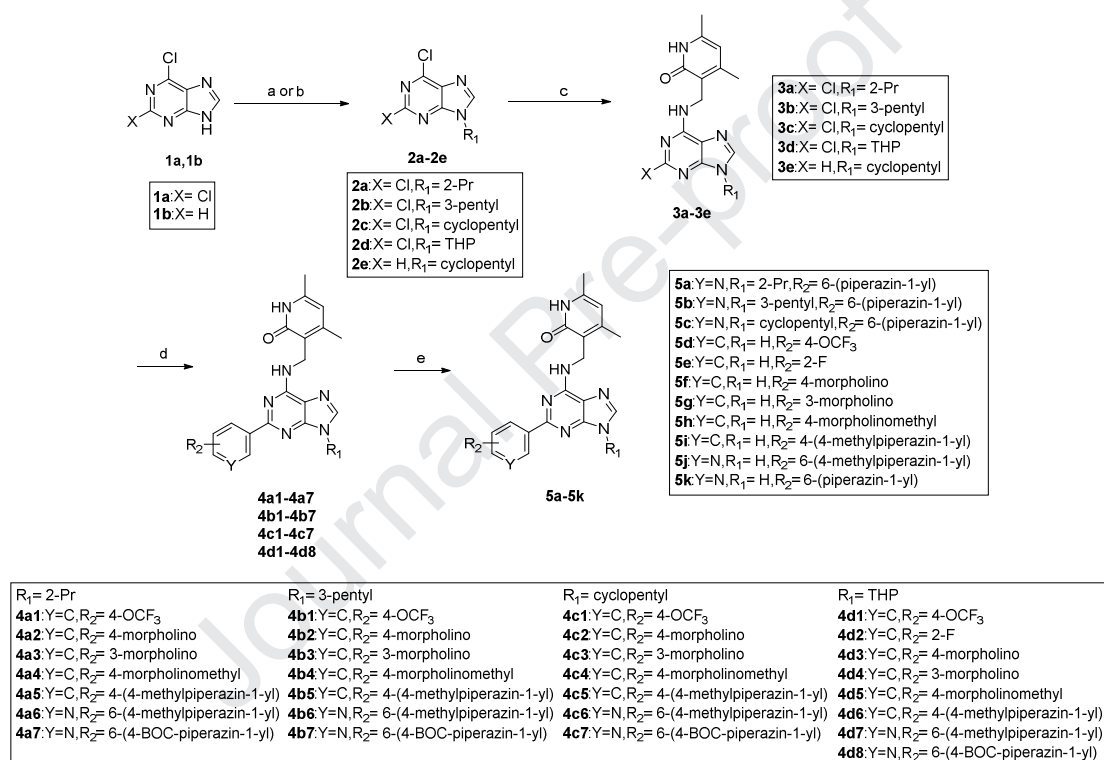 Journal Pre-proof
Cl
N
N
X
N
N
H
1a,1b
1a:X= Cl
1b:X= H
a or b
Cl
N
N
X
N
N
R1
2a-2e
2a:X= Cl,R1= 2-Pr
2b:X= Cl,R1= 3-pentyl
2c:X= Cl,R1= cyclopentyl
2d:X= Cl,R1= THP
2e:X= H,R1= cyclopentyl
c
HN
O
HN
N
N
X
N
N
R1
3a-3e
3a:X= Cl,R1= 2-Pr
3b:X= Cl,R1= 3-pentyl
3c:X= Cl,R1= cyclopentyl
3d:X= Cl,R1= THP
3e:X= H,R1= cyclopentyl
d
HN
O
HN
N
N
R2
N
N
Y
R1
4a1-4a7
4b1-4b7
4c1-4c7
4d1-4d8
e
HN
O
HN
N
N
R2
N
N
Y
R1
5a-5k
5a:Y=N,R1= 2-Pr,R2= 6-(piperazin-1-yl)
5b:Y=N,R1= 3-pentyl,R2= 6-(piperazin-1-yl)
5c:Y=N,R1= cyclopentyl,R2= 6-(piperazin-1-yl)
5d:Y=C,R1= H,R2= 4-OCF3
5e:Y=C,R1= H,R2= 2-F
5f:Y=C,R1= H,R2= 4-morpholino
5g:Y=C,R1= H,R2= 3-morpholino
5h:Y=C,R1= H,R2= 4-morpholinomethyl
5i:Y=C,R1= H,R2= 4-(4-methylpiperazin-1-yl)
5j:Y=N,R1= H,R2= 6-(4-methylpiperazin-1-yl)
5k:Y=N,R1= H,R2= 6-(piperazin-1-yl)
R1= 2-Pr
4a1:Y=C,R2= 4-OCF3
4a2:Y=C,R2= 4-morpholino
4a3:Y=C,R2= 3-morpholino
4a4:Y=C,R2= 4-morpholinomethyl
4a5:Y=C,R2= 4-(4-methylpiperazin-1-yl)
4a6:Y=N,R2= 6-(4-methylpiperazin-1-yl)
4a7:Y=N,R2= 6-(4-BOC-piperazin-1-yl)
R1= 3-pentyl
4b1:Y=C,R2= 4-OCF3
4b2:Y=C,R2= 4-morpholino
4b3:Y=C,R2= 3-morpholino
4b4:Y=C,R2= 4-morpholinomethyl
4b5:Y=C,R2= 4-(4-methylpiperazin-1-yl)
4b6:Y=N,R2= 6-(4-methylpiperazin-1-yl)
4b7:Y=N,R2= 6-(4-BOC-piperazin-1-yl)
R1= cyclopentyl
4c1:Y=C,R2= 4-OCF3
4c2:Y=C,R2= 4-morpholino
4c3:Y=C,R2= 3-morpholino
4c4:Y=C,R2= 4-morpholinomethyl
4c5:Y=C,R2= 4-(4-methylpiperazin-1-yl)
4c6:Y=N,R2= 6-(4-methylpiperazin-1-yl)
4c7:Y=N,R2= 6-(4-BOC-piperazin-1-yl)
R1= THP
4d1:Y=C,R2= 4-OCF3
4d2:Y=C,R2= 2-F
4d3:Y=C,R2= 4-morpholino
4d4:Y=C,R2= 3-morpholino
4d5:Y=C,R2= 4-morpholinomethyl
4d6:Y=C,R2= 4-(4-methylpiperazin-1-yl)
4d7:Y=N,R2= 6-(4-methylpiperazin-1-yl)
4d8:Y=N,R2= 6-(4-BOC-piperazin-1-yl)